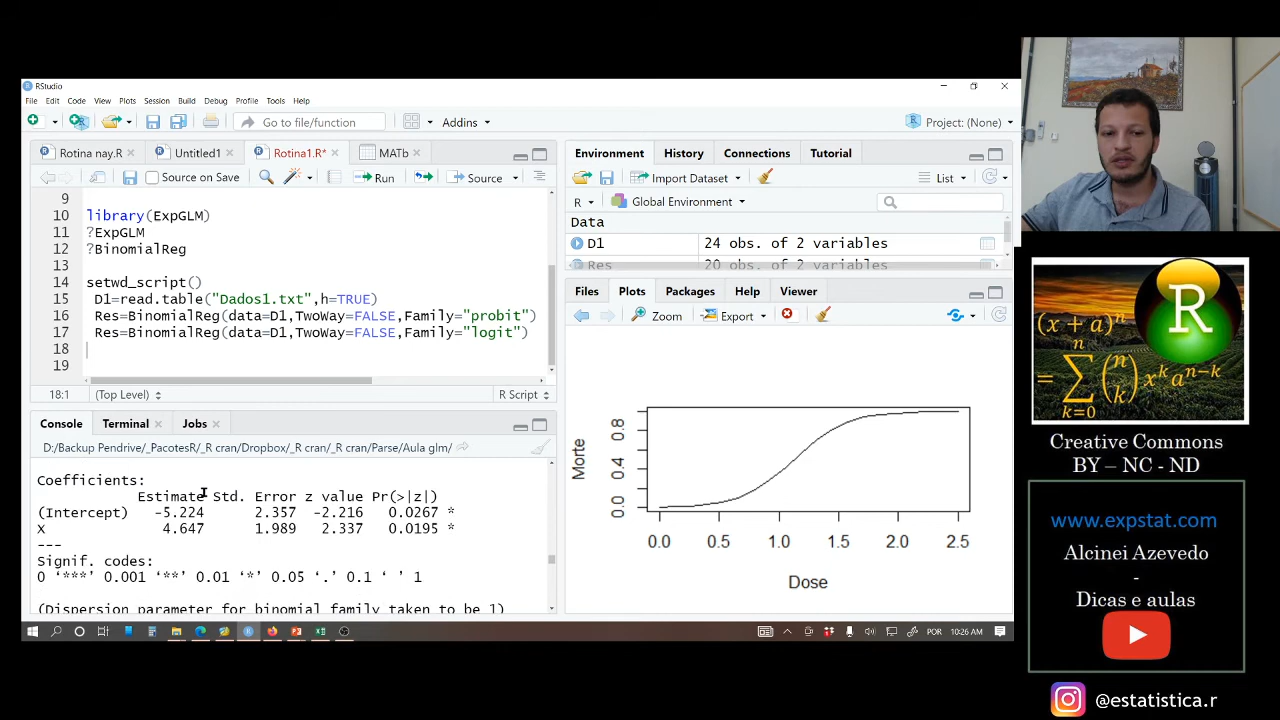 RStudio
File Edit Code View Plots Session Build Debug Profile Tools Help
Go to file/function Addins Project: (None)
Rotina nay.R Untitled1 Rotina1.R* MATb
Source on Save Run Source
9
10 library(ExpGLM)
11 ?ExpGLM
12 ?BinomialReg
13
14 setwd_script()
15 D1=read.table("Dados1.txt",h=TRUE)
16 Res=BinomialReg(data=D1,TwoWay=FALSE,Family="probit")
17 Res=BinomialReg(data=D1,TwoWay=FALSE,Family="logit")
18
19
18:1 (Top Level) R Script
Console Terminal Jobs
D:/Backup Pendrive/_PacotesR/_R cran/Dropbox/_R cran/_R cran/Parse/Aula glm/
Coefficients:
Estimate Std. Error z value Pr(>|z|)
(Intercept) -5.224 2.357 -2.216 0.0267 *
X 4.647 1.989 2.337 0.0195 *
---
Signif. codes:
0 ‘***’ 0.001 ‘**’ 0.01 ‘*’ 0.05 ‘.’ 0.1 ‘ ’ 1
(Dispersion parameter for binomial family taken to be 1)
Environment History Connections Tutorial
Import Dataset List
R Global Environment
Data
D1 24 obs. of 2 variables
Res 20 obs. of 2 variables
Files Plots Packages Help Viewer
Zoom Export
Morte
0.0 0.4 0.8
0.0 0.5 1.0 1.5 2.0 2.5
Dose
POR 10:26 AM
R
(x + a)^n
= ∑ k=0 n (n k) x^k a^{n−k}
Creative Commons
BY – NC - ND
www.expstat.com
Alcinei Azevedo
-
Dicas e aulas
@estatistica.r